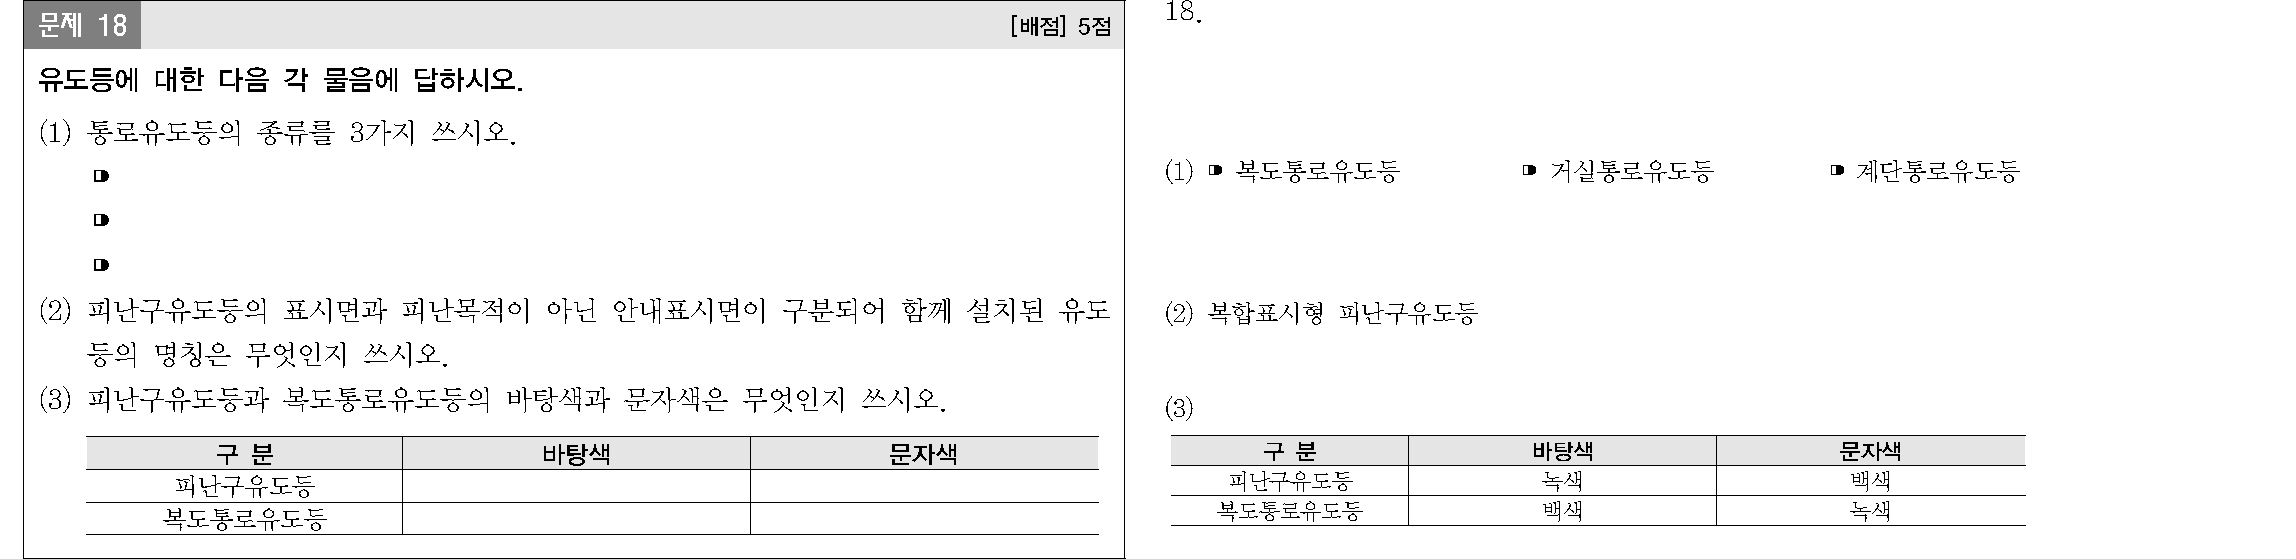 문제 18
[배점] 5점
유도등에 대한 다음 각 물음에 답하시오.
(1) 통로유도등의 종류를 3가지 쓰시오.
(2) 피난구유도등의 표시면과 피난목적이 아닌 안내표시면이 구분되어 함께 설치된 유도
등의 명칭은 무엇인지 쓰시오.
(3) 피난구유도등과 복도통로유도등의 바탕색과 문자색은 무엇인지 쓰시오.
구 분 바탕색 문자색
피난구유도등
복도통로유도등
18.
(1) 복도통로유도등 거실통로유도등 계단통로유도등
(2) 복합표시형 피난구유도등
(3)
구 분 바탕색 문자색
피난구유도등 녹색 백색
복도통로유도등 백색 녹색